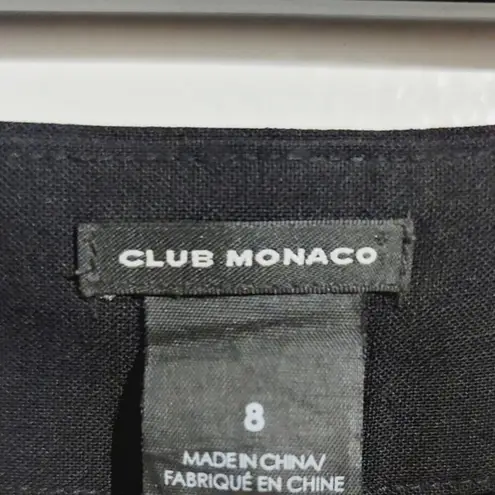 CLUB MONACO
8
MADE IN CHINA/
FABRIQUÉ EN CHINE